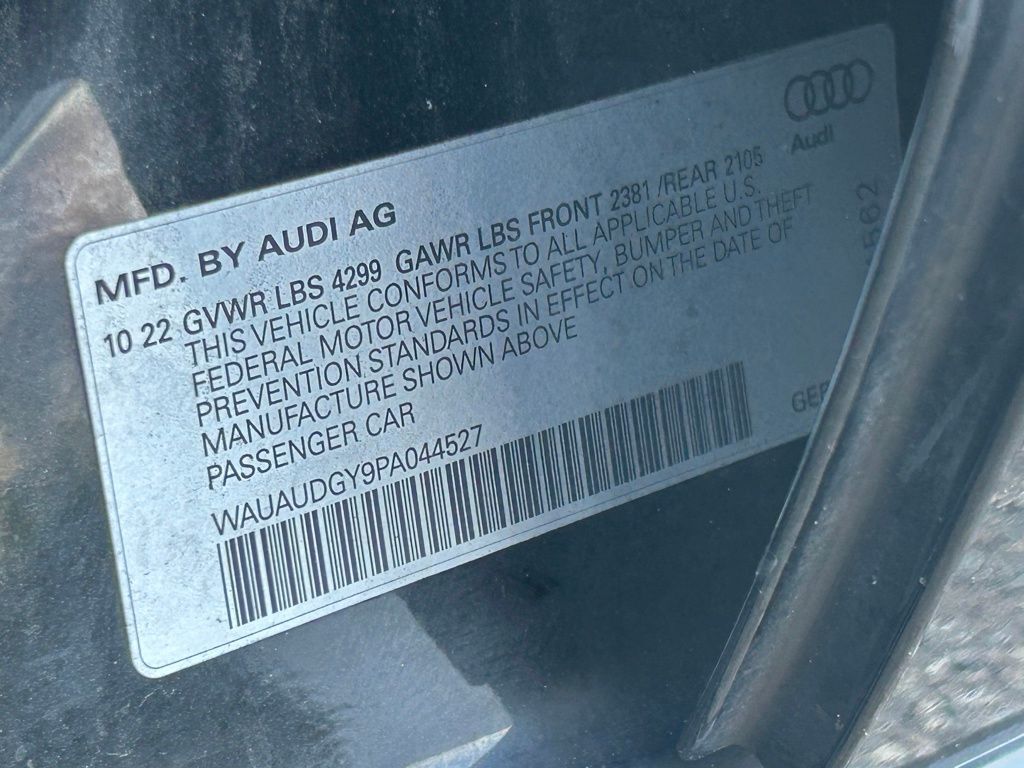 Audi
MFD. BY AUDI AG
10 22 GVWR LBS 4299 GAWR LBS FRONT 2381 /REAR 2105
THIS VEHICLE CONFORMS TO ALL APPLICABLE U.S.
FEDERAL MOTOR VEHICLE SAFETY, BUMPER AND THEFT
PREVENTION STANDARDS IN EFFECT ON THE DATE OF
MANUFACTURE SHOWN ABOVE
PASSENGER CAR
WAUAUDGY9PA044527